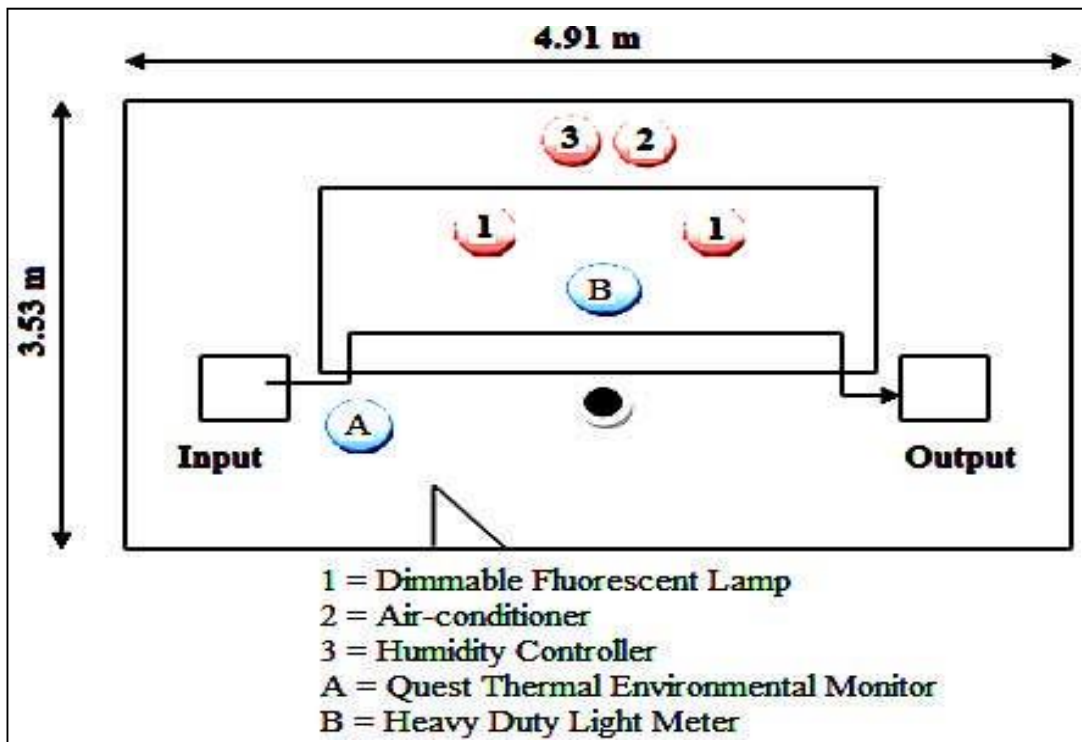 4.91 m
3 2
3.53 m
1 1
B
A
Input Output
1 = Dimmable Fluorescent Lamp
2 = Air-conditioner
3 = Humidity Controller
A = Quest Thermal Environmental Monitor
B = Heavy Duty Light Meter